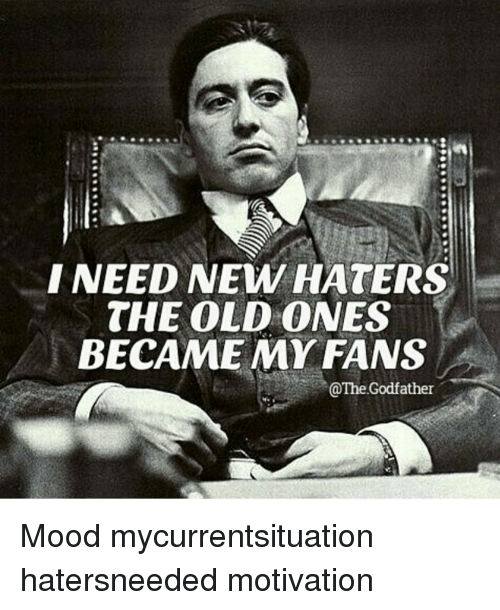 I NEED NEW HATERS
THE OLD ONES
BECAME MY FANS
@The.Godfather
Mood mycurrentsituation
hatersneeded motivation